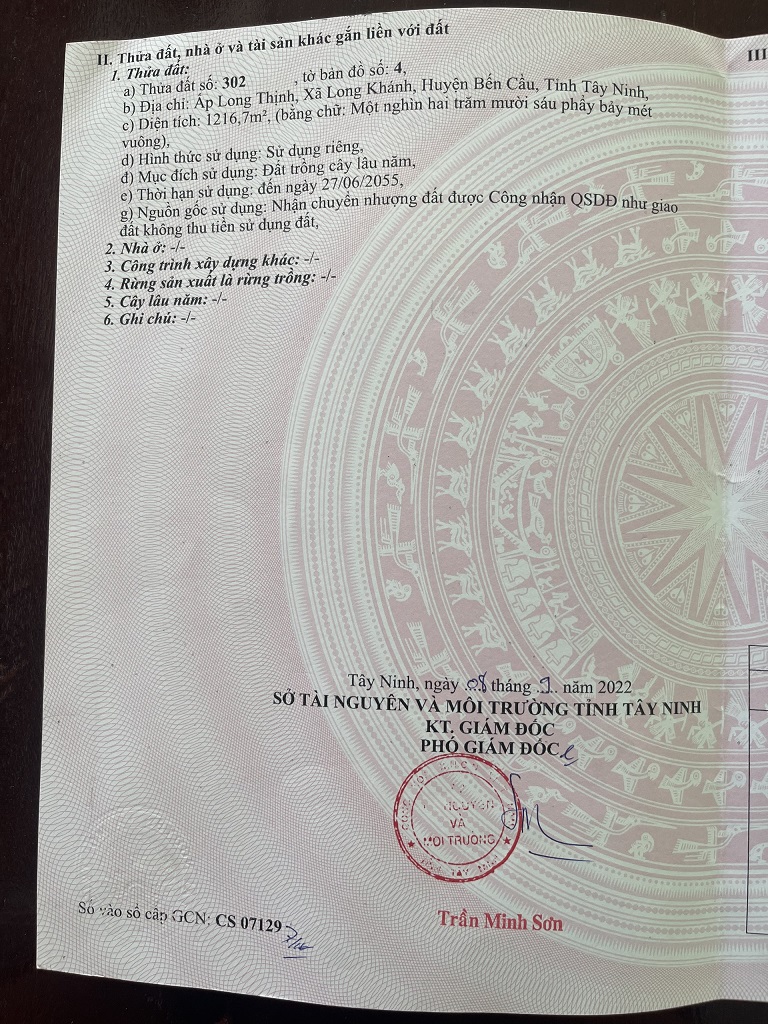 II. Thửa đất, nhà ở và tài sản khác gắn liền với đất
III
1. Thửa đất:
a) Thửa đất số: 302 , tờ bản đồ số: 4,
b) Địa chỉ: Ấp Long Thịnh, Xã Long Khánh, Huyện Bến Cầu, Tỉnh Tây Ninh,
c) Diện tích: 1216,7m², (bằng chữ: Một nghìn hai trăm mười sáu phẩy bảy mét
vuông),
d) Hình thức sử dụng: Sử dụng riêng,
đ) Mục đích sử dụng: Đất trồng cây lâu năm,
e) Thời hạn sử dụng: đến ngày 27/06/2055,
g) Nguồn gốc sử dụng: Nhận chuyển nhượng đất được Công nhận QSDĐ như giao
đất không thu tiền sử dụng đất,
2. Nhà ở: -/-
3. Công trình xây dựng khác: -/-
4. Rừng sản xuất là rừng trồng: -/-
5. Cây lâu năm: -/-
6. Ghi chú: -/-
Tây Ninh, ngày 08 tháng . năm 2022
SỞ TÀI NGUYÊN VÀ MÔI TRƯỜNG TỈNH TÂY NINH
KT. GIÁM ĐỐC
PHÓ GIÁM ĐỐC
VÀ
MÔI TRƯỜNG
Trần Minh Sơn
Số vào sổ cấp GCN: CS 07129